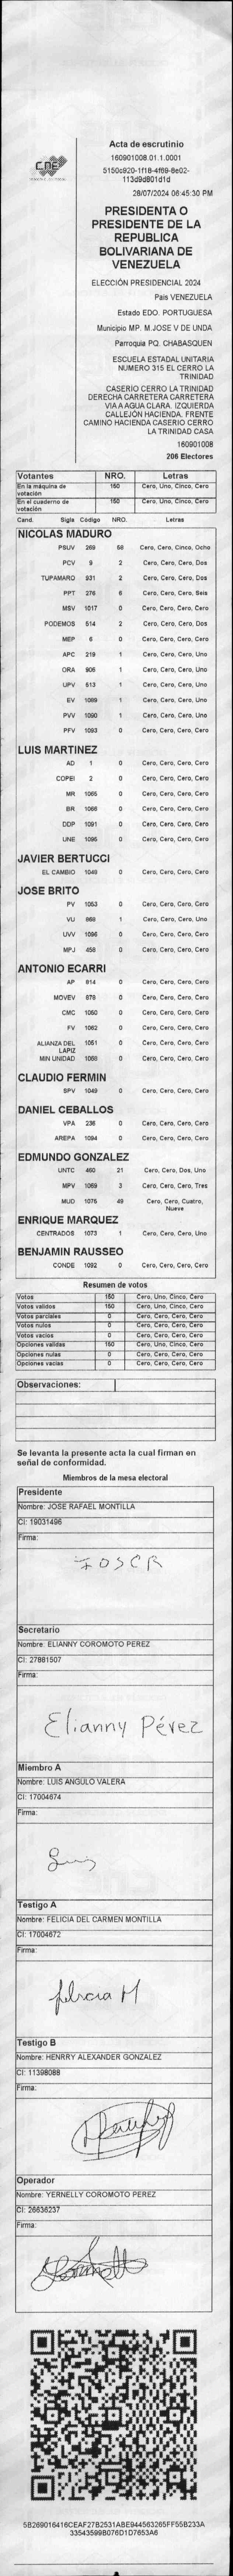 CNE
Acta de escrutinio
160901008.01.1.0001
5150c920-1f18-4f69-8e02-
113d9d801d1d
28/07/2024 06:45:30 PM
PRESIDENTA O
PRESIDENTE DE LA
REPUBLICA
BOLIVARIANA DE
VENEZUELA
ELECCIÓN PRESIDENCIAL 2024
Pais VENEZUELA
Estado EDO. PORTUGUESA
Municipio MP. M.JOSE V DE UNDA
Parroquia PQ. CHABASQUEN
ESCUELA ESTADAL UNITARIA
NUMERO 315 EL CERRO LA
TRINIDAD
CASERIO CERRO LA TRINIDAD
DERECHA CARRETERA CARRETERA
VIA A AGUA CLARA. IZQUIERDA
CALLEJÓN HACIENDA. FRENTE
CAMINO HACIENDA CASERIO CERRO
LA TRINIDAD CASA
160901008
206 Electores
Votantes NRO. Letras
En la máquina de votación 150 Cero, Uno, Cinco, Cero
En el cuaderno de votación 150 Cero, Uno, Cinco, Cero
Cand. Sigla Codigo NRO. Letras
NICOLAS MADURO
PSUV 269 58 Cero, Cero, Cinco, Ocho
PCV 9 2 Cero, Cero, Cero, Dos
TUPAMARO 931 2 Cero, Cero, Cero, Dos
PPT 276 6 Cero, Cero, Cero, Seis
MSV 1017 0 Cero, Cero, Cero, Cero
PODEMOS 514 2 Cero, Cero, Cero, Dos
MEP 6 0 Cero, Cero, Cero, Cero
APC 219 1 Cero, Cero, Cero, Uno
ORA 906 1 Cero, Cero, Cero, Uno
UPV 613 1 Cero, Cero, Cero, Uno
EV 1089 1 Cero, Cero, Cero, Uno
PVV 1090 1 Cero, Cero, Cero, Uno
PFV 1093 0 Cero, Cero, Cero, Cero
LUIS MARTINEZ
AD 1 0 Cero, Cero, Cero, Cero
COPEI 2 0 Cero, Cero, Cero, Cero
MR 1065 0 Cero, Cero, Cero, Cero
BR 1066 0 Cero, Cero, Cero, Cero
DDP 1091 0 Cero, Cero, Cero, Cero
UNE 1095 0 Cero, Cero, Cero, Cero
JAVIER BERTUCCI
EL CAMBIO 1049 0 Cero, Cero, Cero, Cero
JOSE BRITO
PV 1053 0 Cero, Cero, Cero, Cero
VU 868 1 Cero, Cero, Cero, Uno
UVV 1096 0 Cero, Cero, Cero, Cero
MPJ 458 0 Cero, Cero, Cero, Cero
ANTONIO ECARRI
AP 814 0 Cero, Cero, Cero, Cero
MOVEV 879 0 Cero, Cero, Cero, Cero
CMC 1050 0 Cero, Cero, Cero, Cero
FV 1062 0 Cero, Cero, Cero, Cero
ALIANZA DEL LAPIZ 1051 0 Cero, Cero, Cero, Cero
MIN UNIDAD 1056 0 Cero, Cero, Cero, Cero
CLAUDIO FERMIN
SPV 1049 0 Cero, Cero, Cero, Cero
DANIEL CEBALLOS
VPA 236 0 Cero, Cero, Cero, Cero
AREPA 1094 0 Cero, Cero, Cero, Cero
EDMUNDO GONZALEZ
UNTC 460 21 Cero, Cero, Dos, Uno
MPV 1069 3 Cero, Cero, Cero, Tres
MUD 1075 49 Cero, Cero, Cuatro, Nueve
ENRIQUE MARQUEZ
CENTRADOS 1073 1 Cero, Cero, Cero, Uno
BENJAMIN RAUSSEO
CONDE 1092 0 Cero, Cero, Cero, Cero
Resumen de votos
Votos 150 Cero, Uno, Cinco, Cero
Votos validos 150 Cero, Uno, Cinco, Cero
Votos parciales 0 Cero, Cero, Cero, Cero
Votos nulos 0 Cero, Cero, Cero, Cero
Votos vacios 0 Cero, Cero, Cero, Cero
Opciones validas 150 Cero, Uno, Cinco, Cero
Opciones nulas 0 Cero, Cero, Cero, Cero
Opciones vacias 0 Cero, Cero, Cero, Cero
Observaciones:
Se levanta la presente acta la cual firman en
señal de conformidad.
Miembros de la mesa electoral
Presidente
Nombre: JOSE RAFAEL MONTILLA
CI: 19031496
Firma:
JOSER
Secretario
Nombre: ELIANNY COROMOTO PEREZ
CI: 27881507
Firma:
Elianny Pérez
Miembro A
Nombre: LUIS ANGULO VALERA
CI: 17004674
Firma:
Luis
Testigo A
Nombre: FELICIA DEL CARMEN MONTILLA
CI: 17004672
Firma:
felicia M
Testigo B
Nombre: HENRRY ALEXANDER GONZALEZ
CI: 11398088
Firma:
Operador
Nombre: YERNELLY COROMOTO PEREZ
CI: 26636237
Firma:
5B269016416CEAF27B2531ABE944563265FF55B233A
33543599B076D1D7653A6